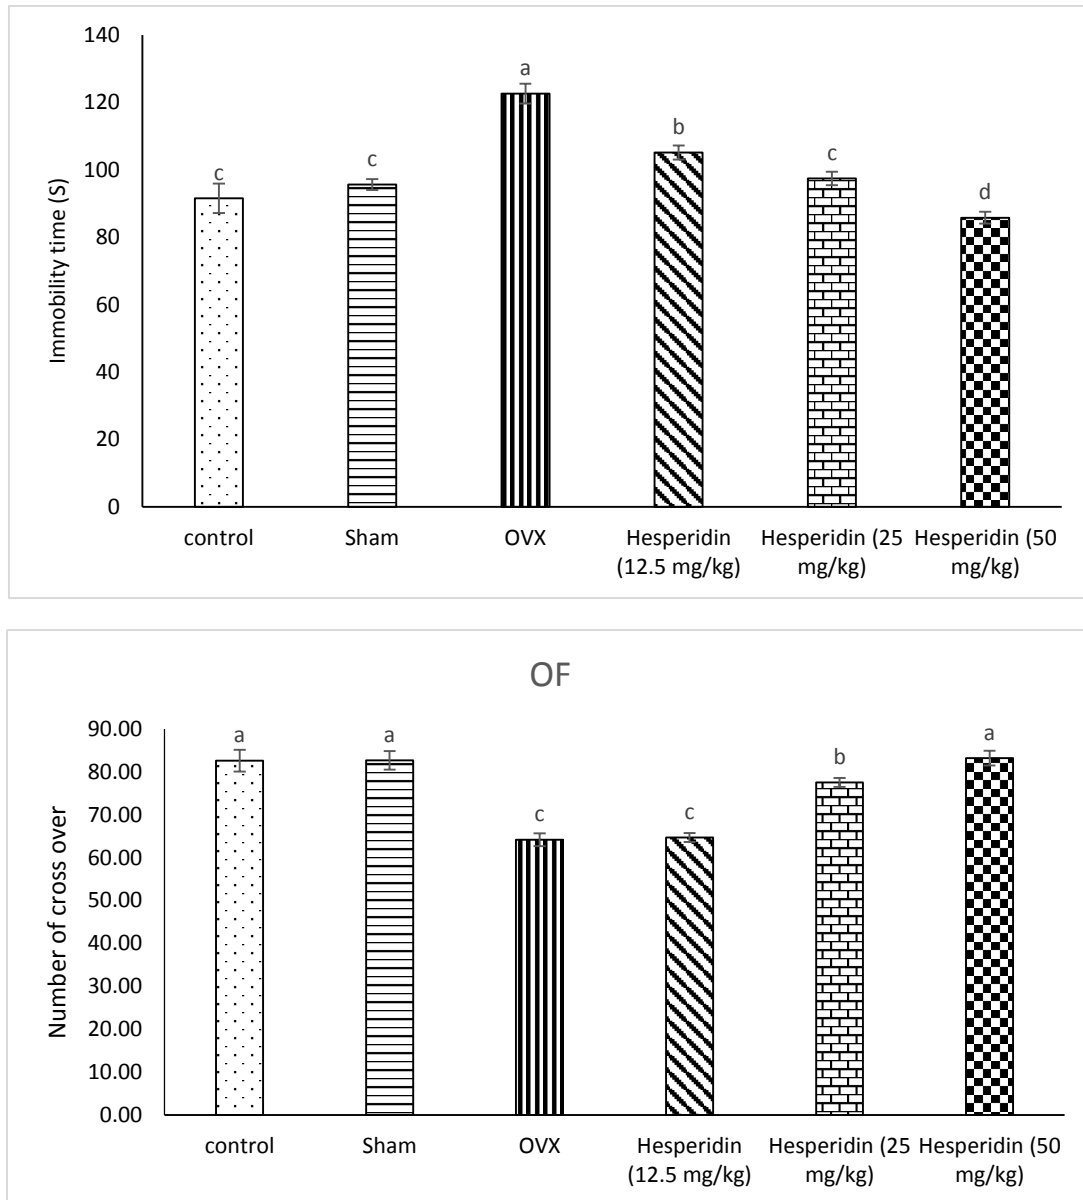 140
120
100
80
60
40
20
0
Immobility time (S)
c
c
a
b
c
d
control
Sham
OVX
Hesperidin
(12.5 mg/kg)
Hesperidin (25
mg/kg)
Hesperidin (50
mg/kg)
OF
90.00
80.00
70.00
60.00
50.00
40.00
30.00
20.00
10.00
0.00
Number of cross over
a
a
c
c
b
a
control
Sham
OVX
Hesperidin
(12.5 mg/kg)
Hesperidin (25
mg/kg)
Hesperidin (50
mg/kg)